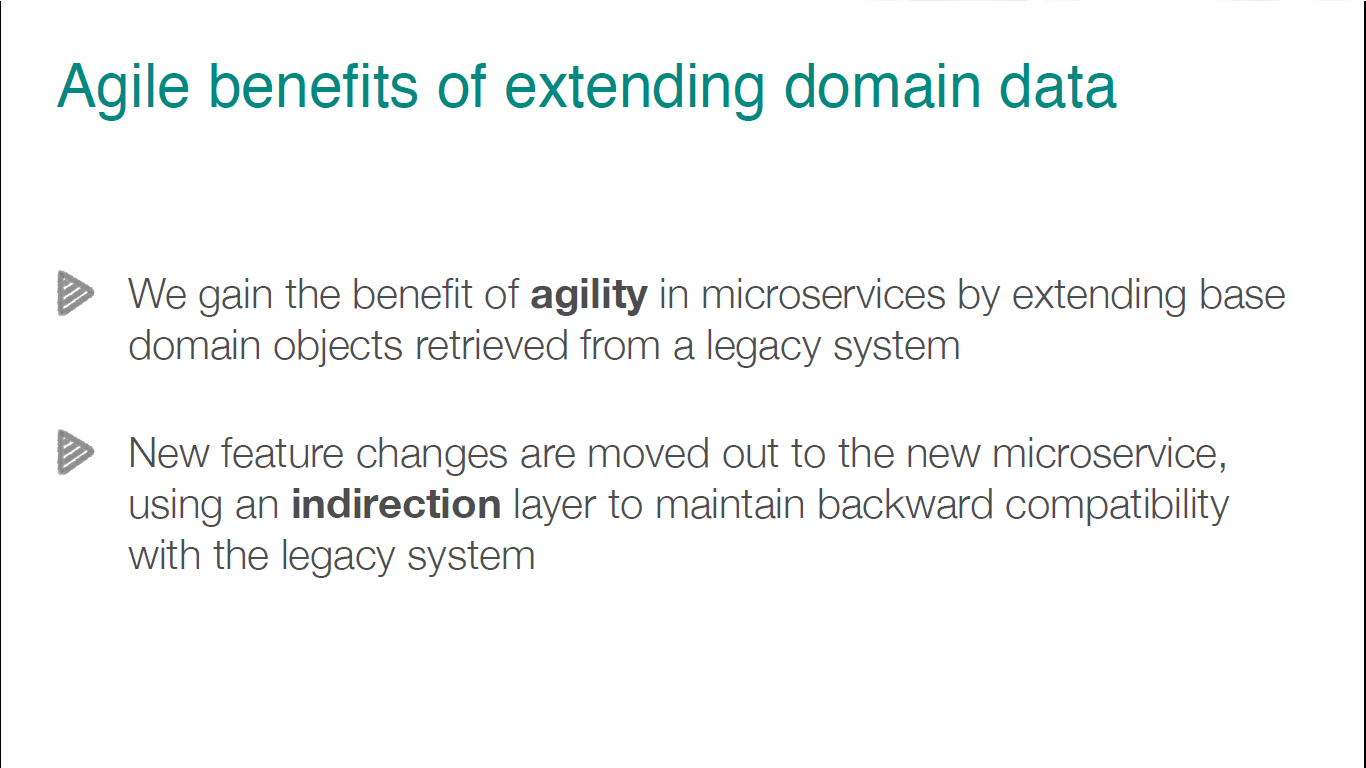 Agile benefits of extending domain data
We gain the benefit of agility in microservices by extending base
domain objects retrieved from a legacy system
New feature changes are moved out to the new microservice,
using an indirection layer to maintain backward compatibility
with the legacy system